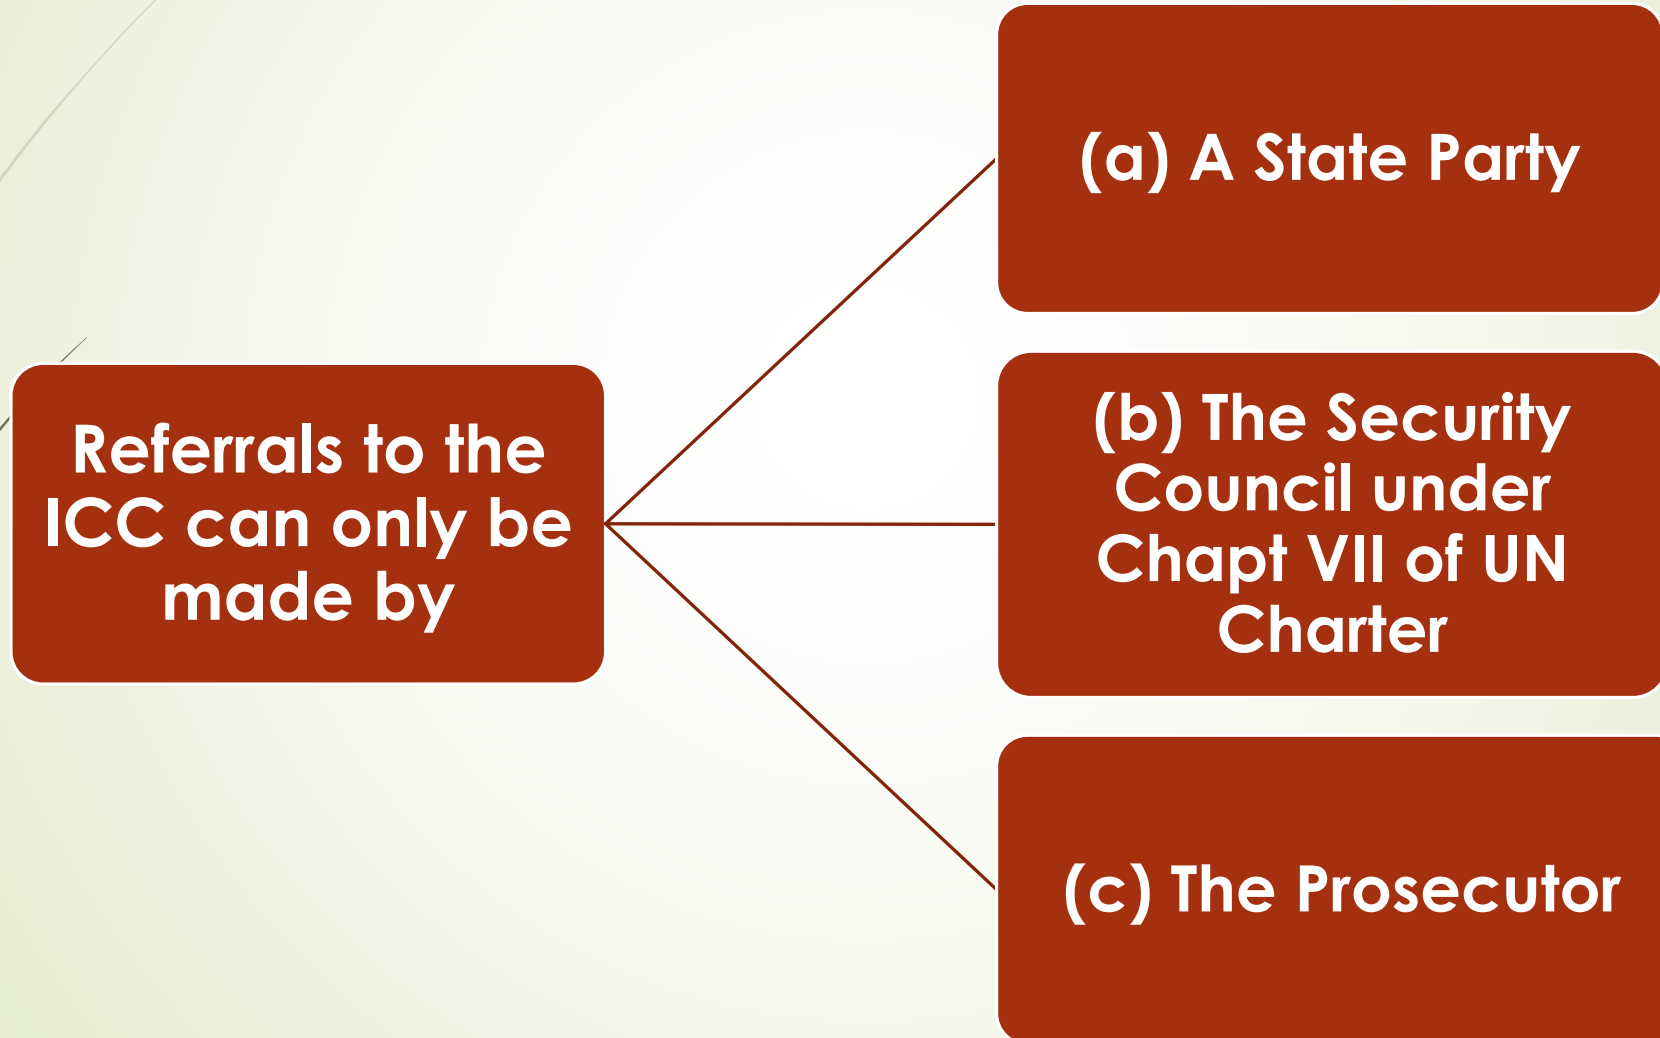 Referrals to the
ICC can only be
made by
(a) A State Party
(b) The Security
Council under
Chapt VII of UN
Charter
(c) The Prosecutor